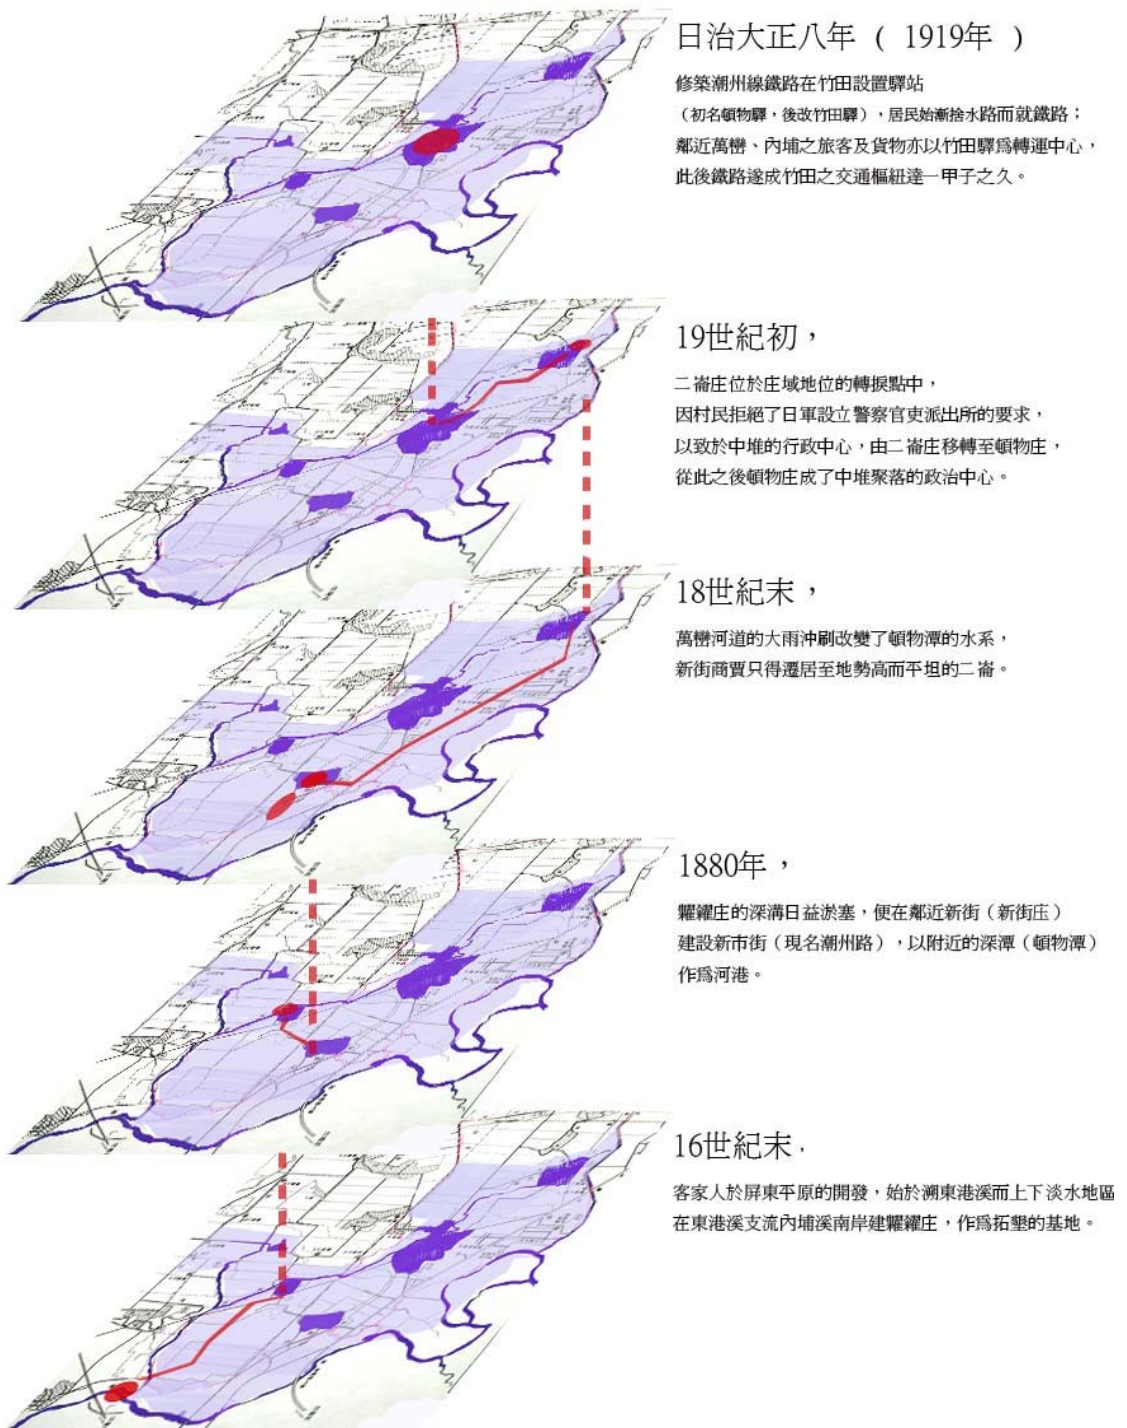 日治大正八年 ( 1919年 )
修築潮州線鐵路在竹田設置驛站
（初名頓物驛，後改竹田驛），居民始漸捨水路而就鐵路；
鄰近萬巒、內埔之旅客及貨物亦以竹田驛為轉運中心，
此後鐵路遂成竹田之交通樞紐達一甲子之久。
19世紀初，
二崙庄位於庄域地位的轉捩點中，
因村民拒絕了日軍設立警察官吏派出所的要求，
以致於中堆的行政中心，由二崙庄移轉至頓物庄，
從此之後頓物庄成了中堆聚落的政治中心。
18世紀末，
萬巒河道的大雨沖刷改變了頓物潭的水系，
新街商賈只得遷居至地勢高而平坦的二崙。
1880年，
糶糴庄的深溝日益淤塞，便在鄰近新街（新街庄）
建設新市街（現名潮州路），以附近的深潭（頓物潭）
作為河港。
16世紀末，
客家人於屏東平原的開發，始於溯東港溪而上下淡水地區
在東港溪支流內埔溪南岸建糶糴庄，作為拓墾的基地。